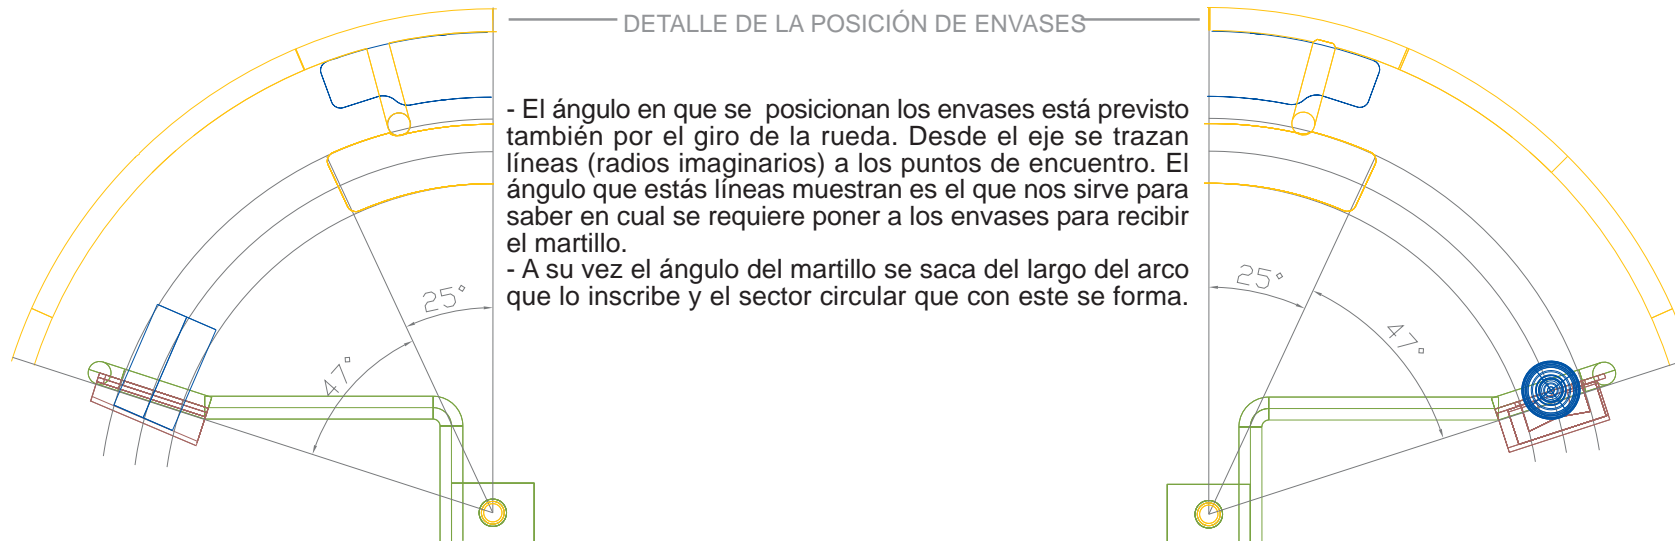 DETALLE DE LA POSICIÓN DE ENVASES
- El ángulo en que se  posicionan los envases está previsto
también por el giro de la rueda. Desde el eje se trazan
líneas (radios imaginarios) a los puntos de encuentro. El
ángulo que estás líneas muestran es el que nos sirve para
saber en cual se requiere poner a los envases para recibir
el martillo.
- A su vez el ángulo del martillo se saca del largo del arco
que lo inscribe y el sector circular que con este se forma.
25°
47°
25°
47°